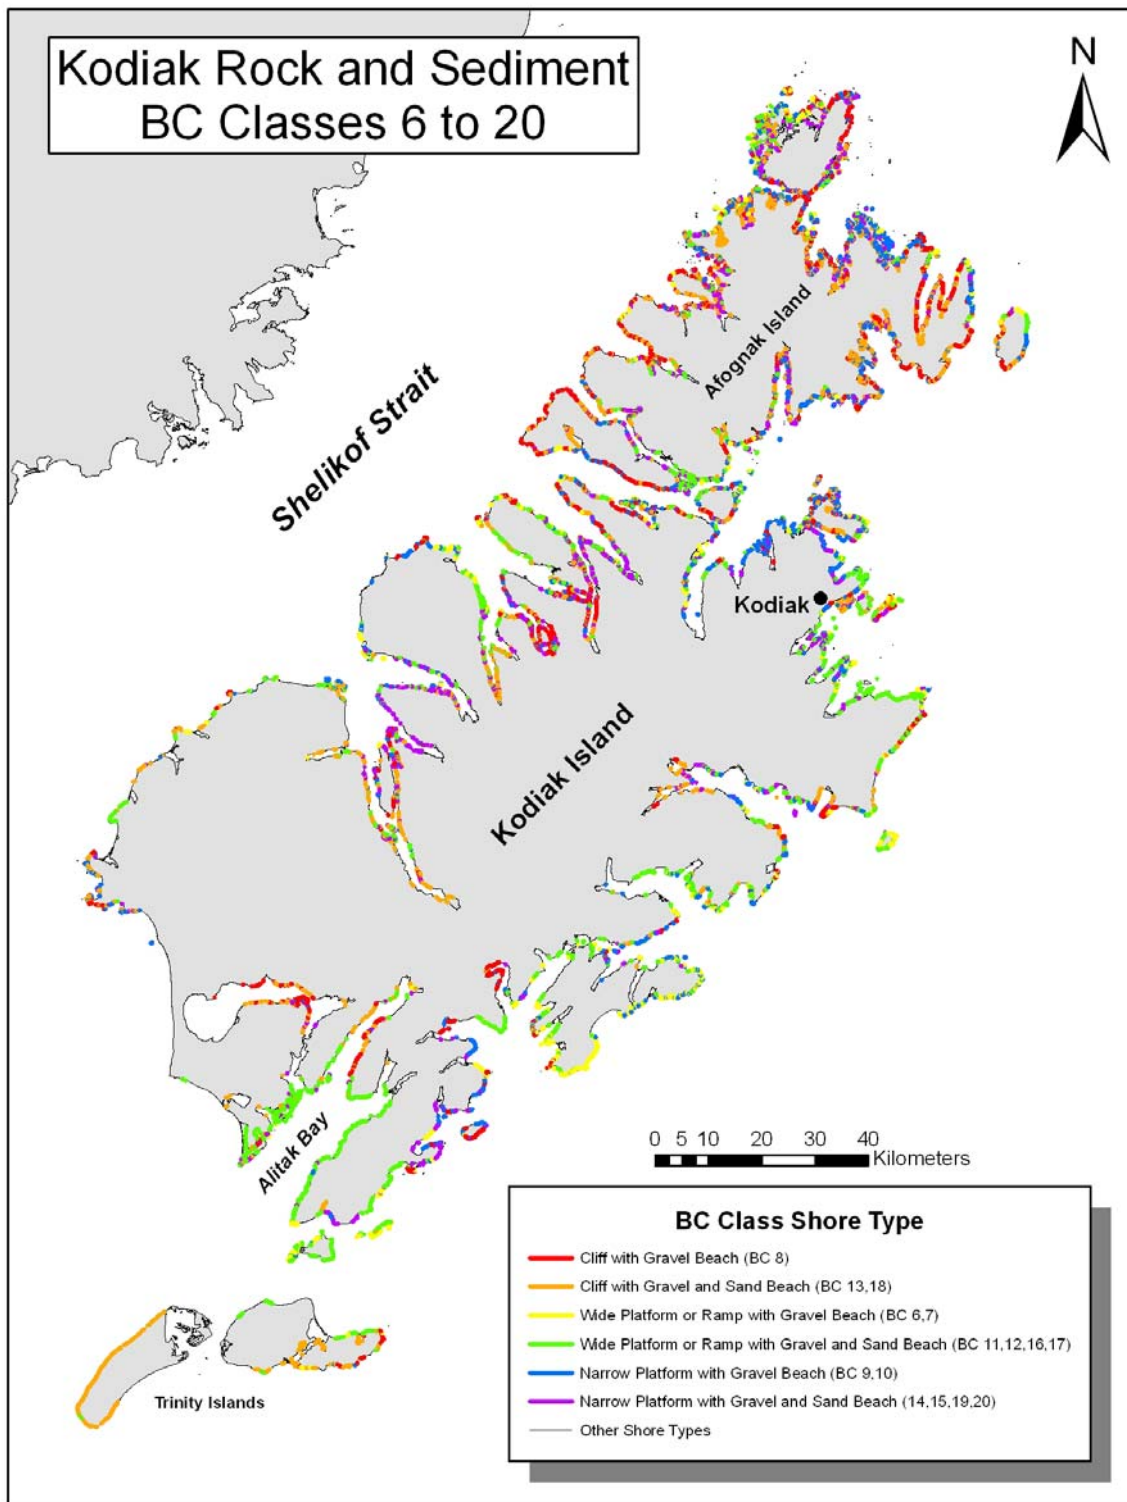 Kodiak Rock and Sediment
BC Classes 6 to 20
N
Afognak Island
Shelikof Strait
Kodiak
Kodiak Island
Alitak Bay
0 5 10 20 30 40
Kilometers
Trinity Islands
BC Class Shore Type
Cliff with Gravel Beach (BC 8)
Cliff with Gravel and Sand Beach (BC 13,18)
Wide Platform or Ramp with Gravel Beach (BC 6,7)
Wide Platform or Ramp with Gravel and Sand Beach (BC 11,12,16,17)
Narrow Platform with Gravel Beach (BC 9,10)
Narrow Platform with Gravel and Sand Beach (14,15,19,20)
Other Shore Types